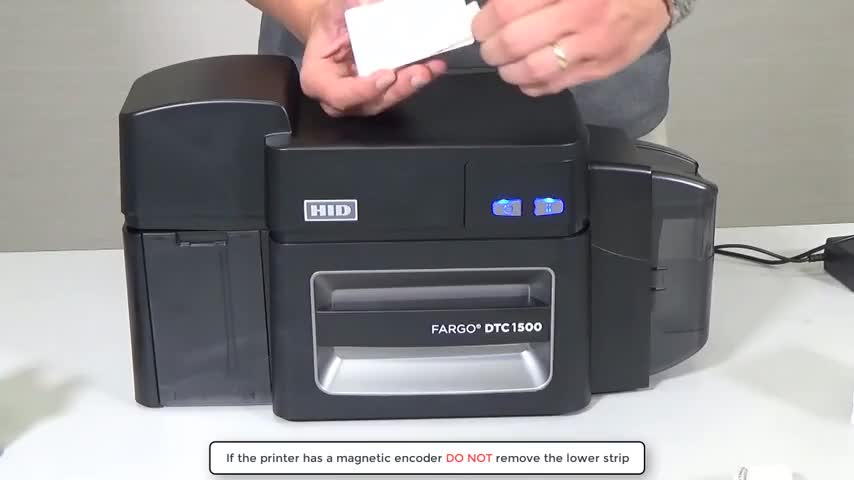 HID
FARGO® DTC1500
If the printer has a magnetic encoder DO NOT remove the lower strip